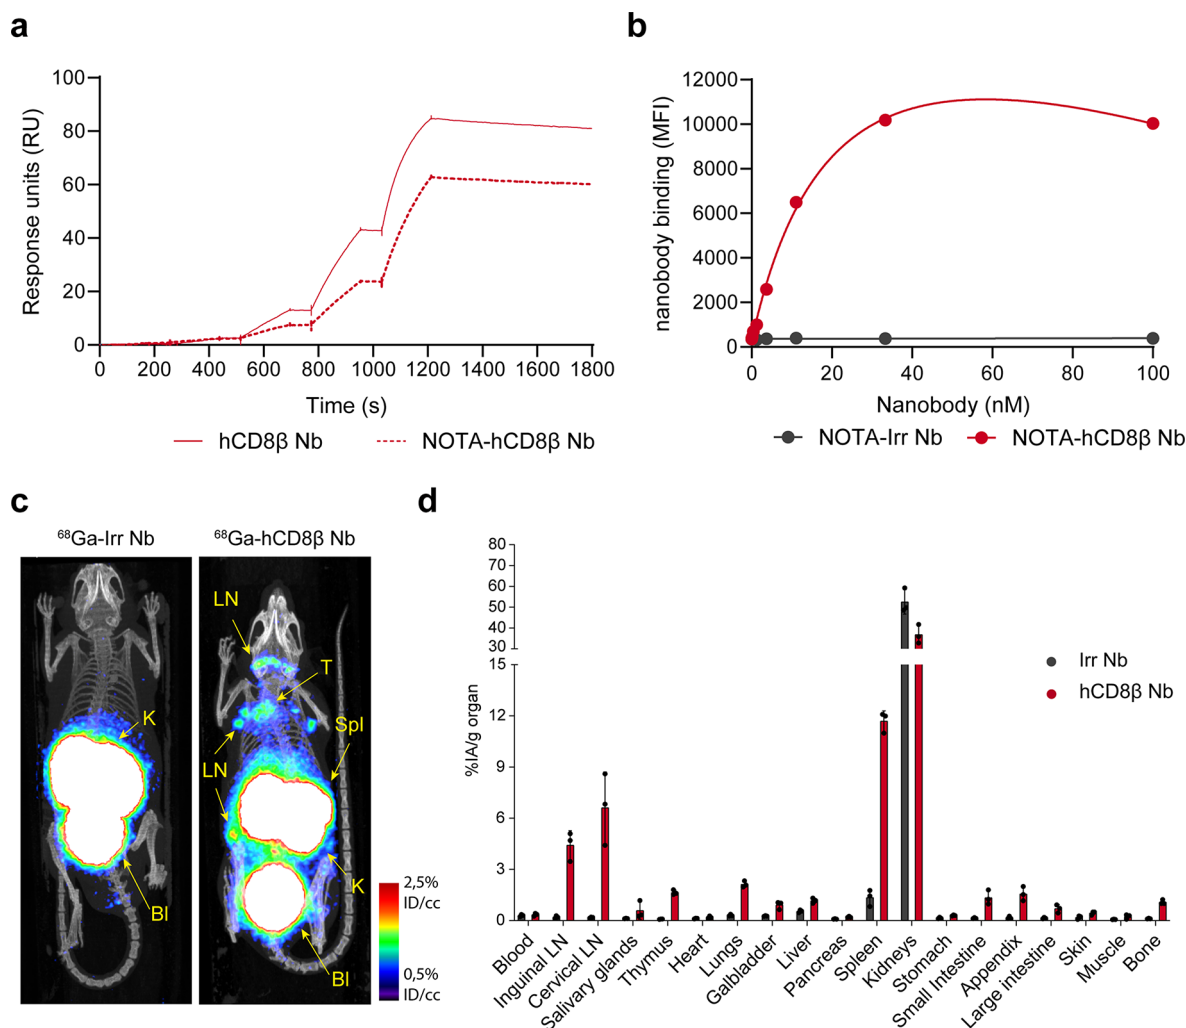 a
100
80
60
40
20
0
Response units (RU)
0 200 400 600 800 1000 1200 1400 1600 1800
Time (s)
hCD8β Nb NOTA-hCD8β Nb
b
12000
10000
8000
6000
4000
2000
0
nanobody binding (MFI)
0 20 40 60 80 100
Nanobody (nM)
NOTA-Irr Nb NOTA-hCD8β Nb
c
⁶⁸Ga-Irr Nb ⁶⁸Ga-hCD8β Nb
K
Bl
LN
T
Spl
LN
K
Bl
2,5%
ID/cc
0,5%
ID/cc
d
80
70
60
50
40
30
15
12
9
6
3
0
%IA/g organ
Irr Nb
hCD8β Nb
Blood
Inguinal LN
Cervical LN
Salivary glands
Thymus
Heart
Lungs
Galbladder
Liver
Pancreas
Spleen
Kidneys
Stomach
Small Intestine
Appendix
Large intestine
Skin
Muscle
Bone